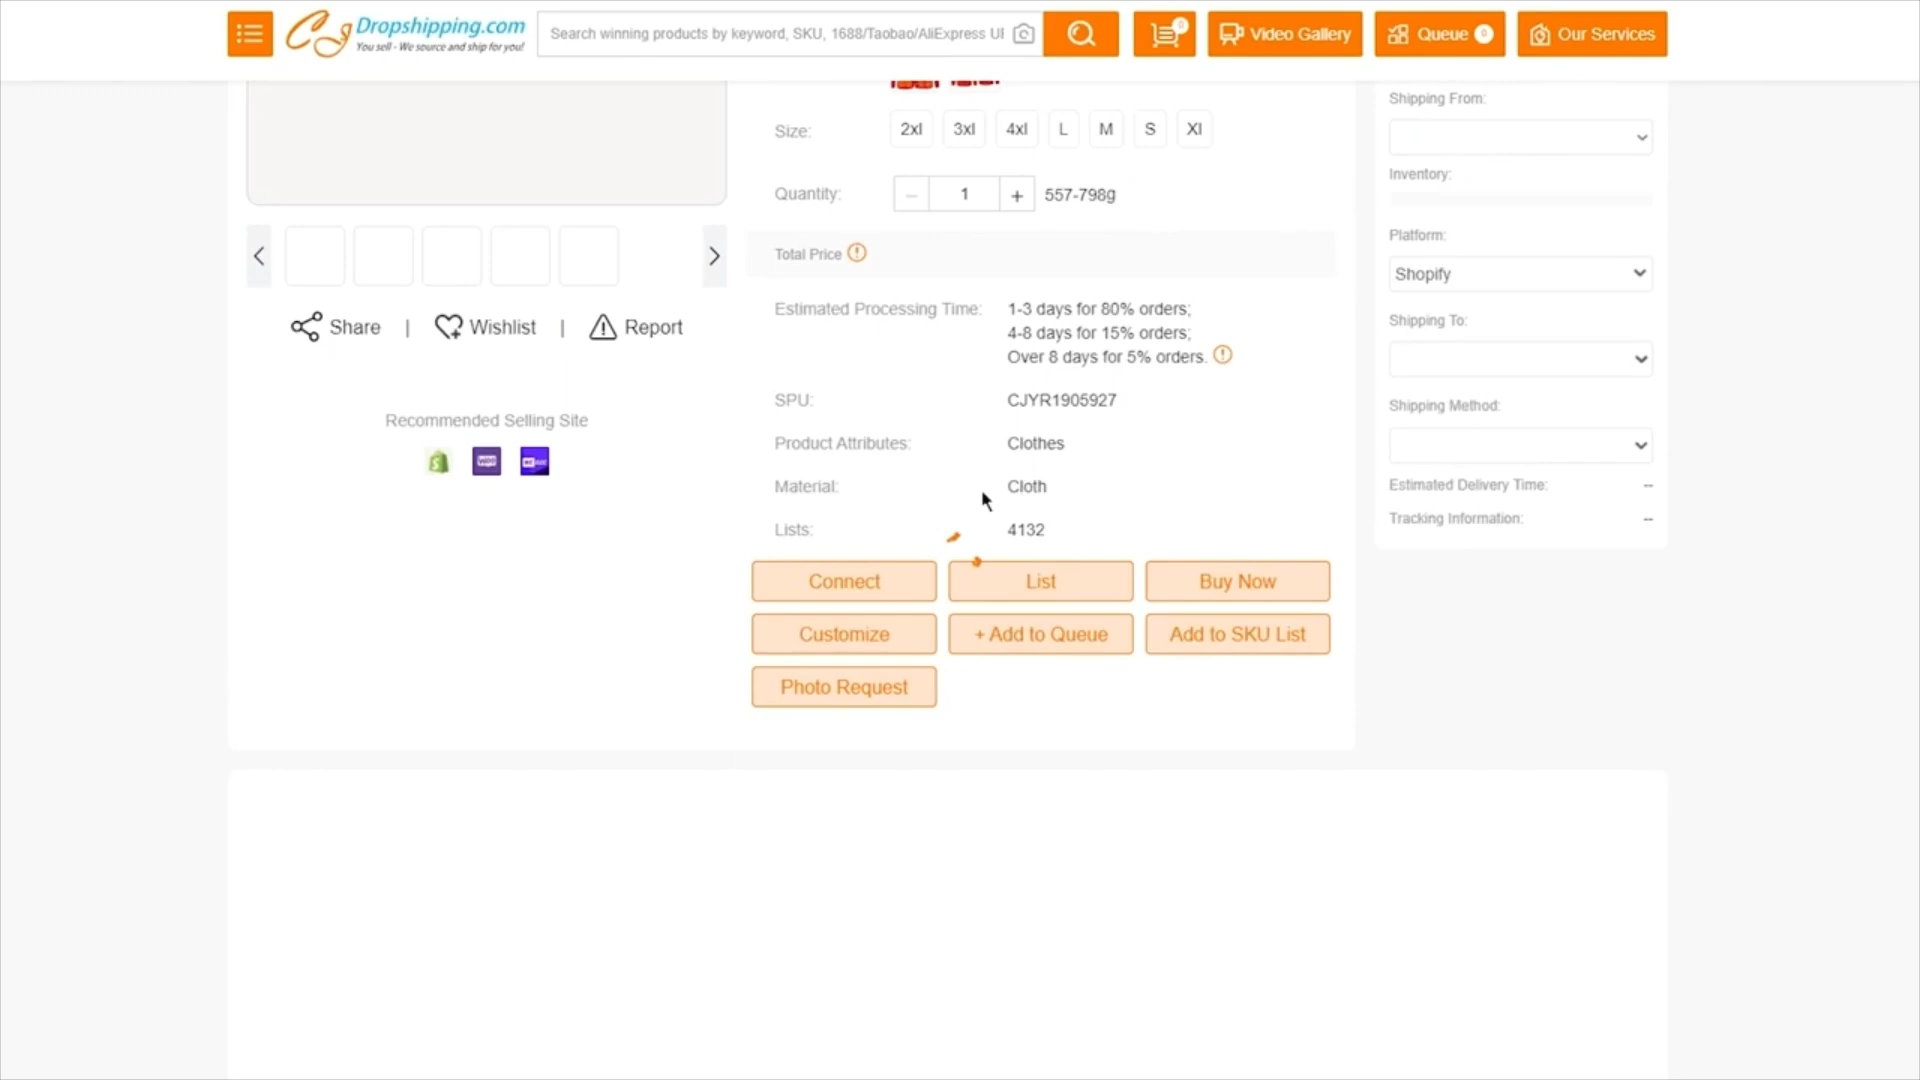 CJ Dropshipping.com
You sell - We source and ship for you!
Search winning products by keyword, SKU, 1688/Taobao/AliExpress
0
Video Gallery
Queue 0
Our Services
Size:
2xl 3xl 4xl L M S Xl
Quantity:
1
557-798g
Total Price
Estimated Processing Time:
1-3 days for 80% orders;
4-8 days for 15% orders;
Over 8 days for 5% orders.
SPU: CJYR1905927
Product Attributes: Clothes
Material: Cloth
Lists: 4132
Connect
List
Buy Now
Customize
+ Add to Queue
Add to SKU List
Photo Request
Share | Wishlist | Report
Recommended Selling Site
Shipping From:
Inventory:
Platform:
Shopify
Shipping To:
Shipping Method:
Estimated Delivery Time: --
Tracking Information: --